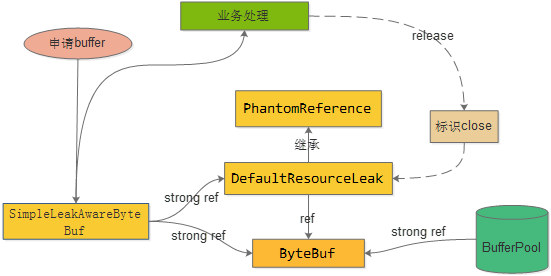 业务处理
申请buffer
release
PhantomReference
标识close
继承
DefaultResourceLeak
strong ref
SimpleLeakAwareByte
Buf
ref
strong ref
strong ref
ByteBuf
BufferPool